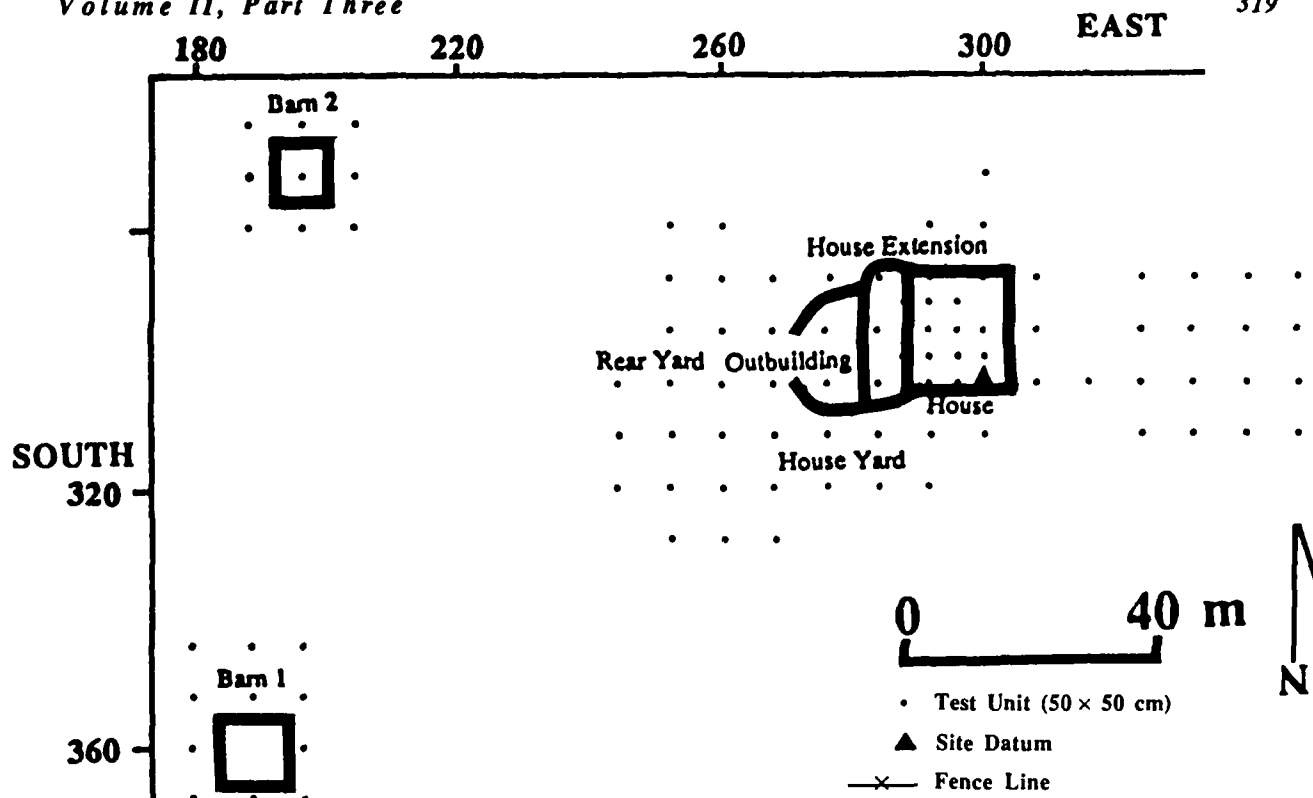 Volume II, Part Three
319
EAST
180 220 260 300
Barn 2
House Extension
Rear Yard Outbuilding
House
SOUTH
House Yard
320
0 40 m
Barn 1
N
Test Unit (50 × 50 cm)
360
Site Datum
Fence Line